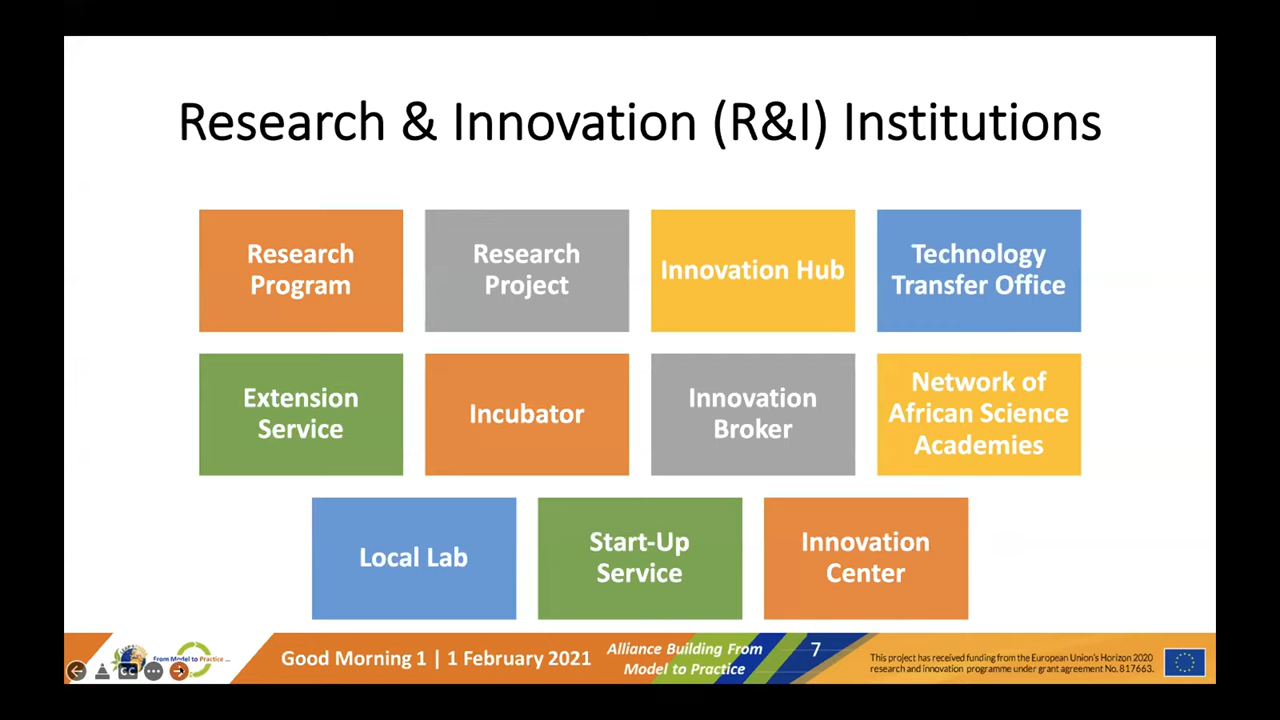 Research & Innovation (R&I) Institutions
Research
Program
Research
Project
Innovation Hub
Technology
Transfer Office
Extension
Service
Incubator
Innovation
Broker
Network of
African Science
Academies
Local Lab
Start-Up
Service
Innovation
Center
From Model to Practice ...
CC
Good Morning 1 | 1 February 2021
Alliance Building From
Model to Practice
7
This project has received funding from the European Union's Horizon 2020
research and innovation programme under grant agreement No. 817663.